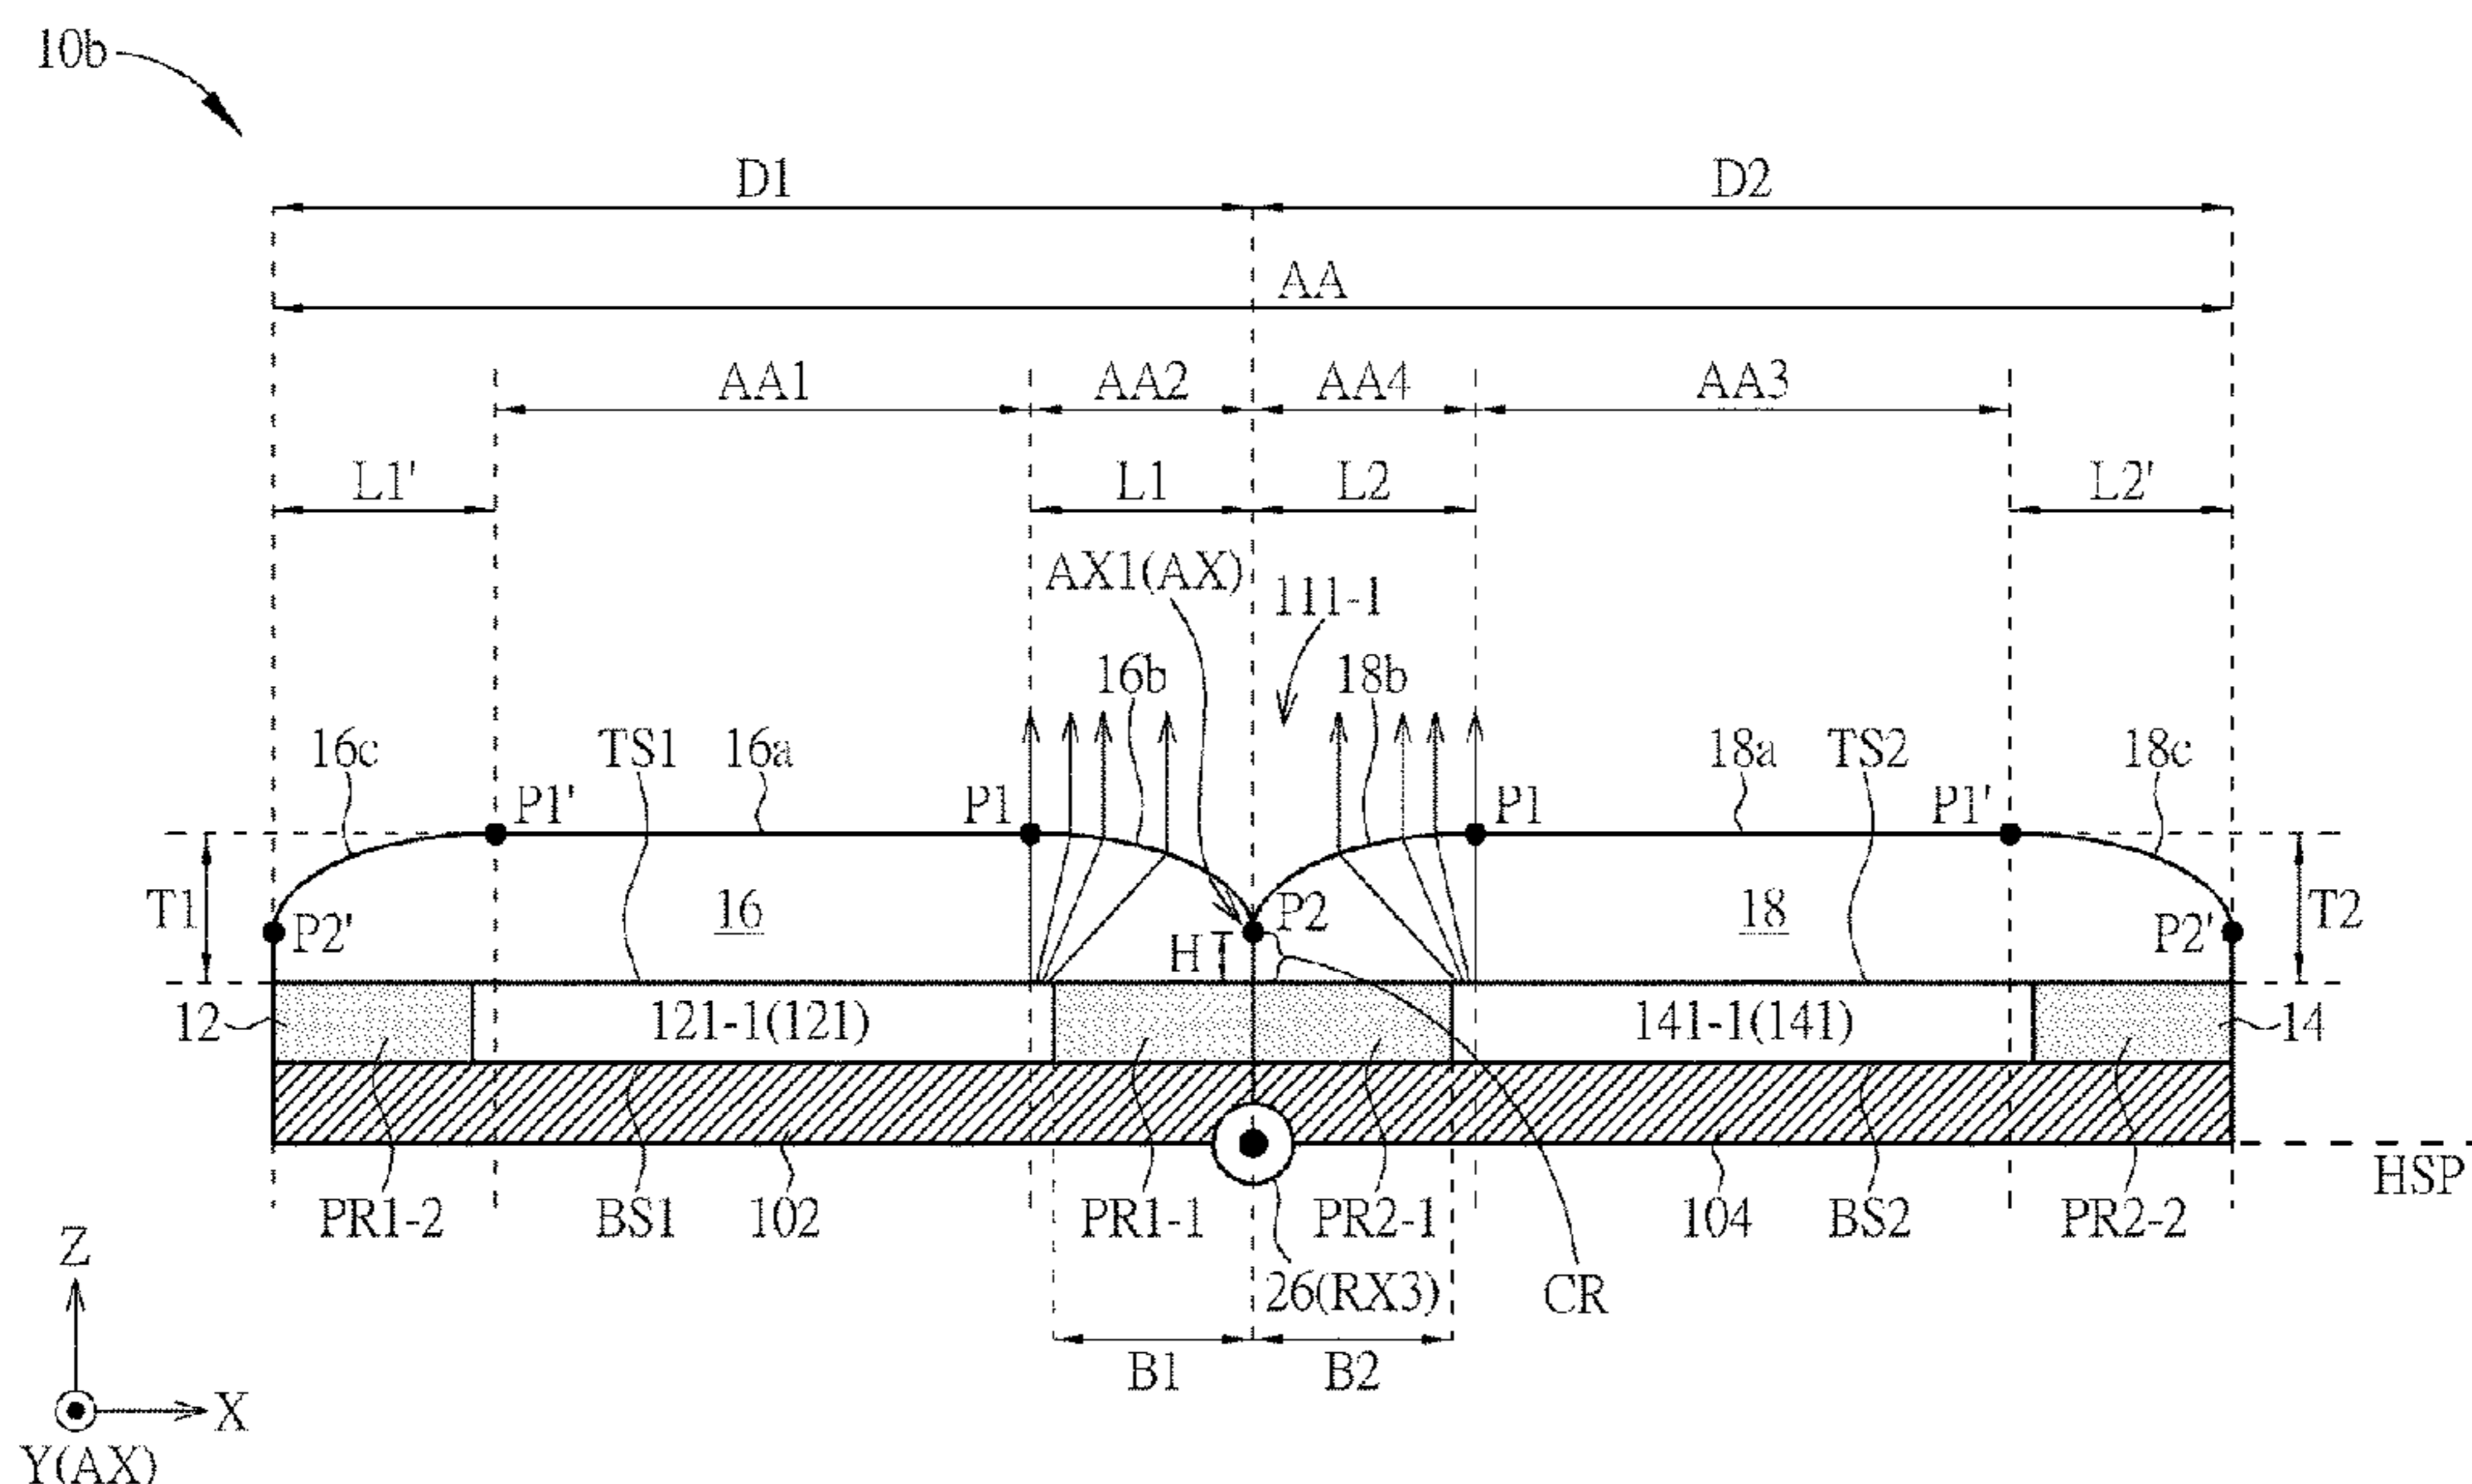 10b
D1 D2
AA
AA1 AA2 AA4 AA3
L1' L1 L2 L2'
AX1(AX) 111-1
16b 18b
16c TS1 16a 18a TS2 18c
P1' P1 P1 P1'
T1 P2' 16 P2 18 P2' T2
H
12 121-1(121) 141-1(141) 14
HSP
PR1-2 BS1 102 PR1-1 PR2-1 104 BS2 PR2-2
Z
26(RX3) CR
B1 B2
X
Y(AX)